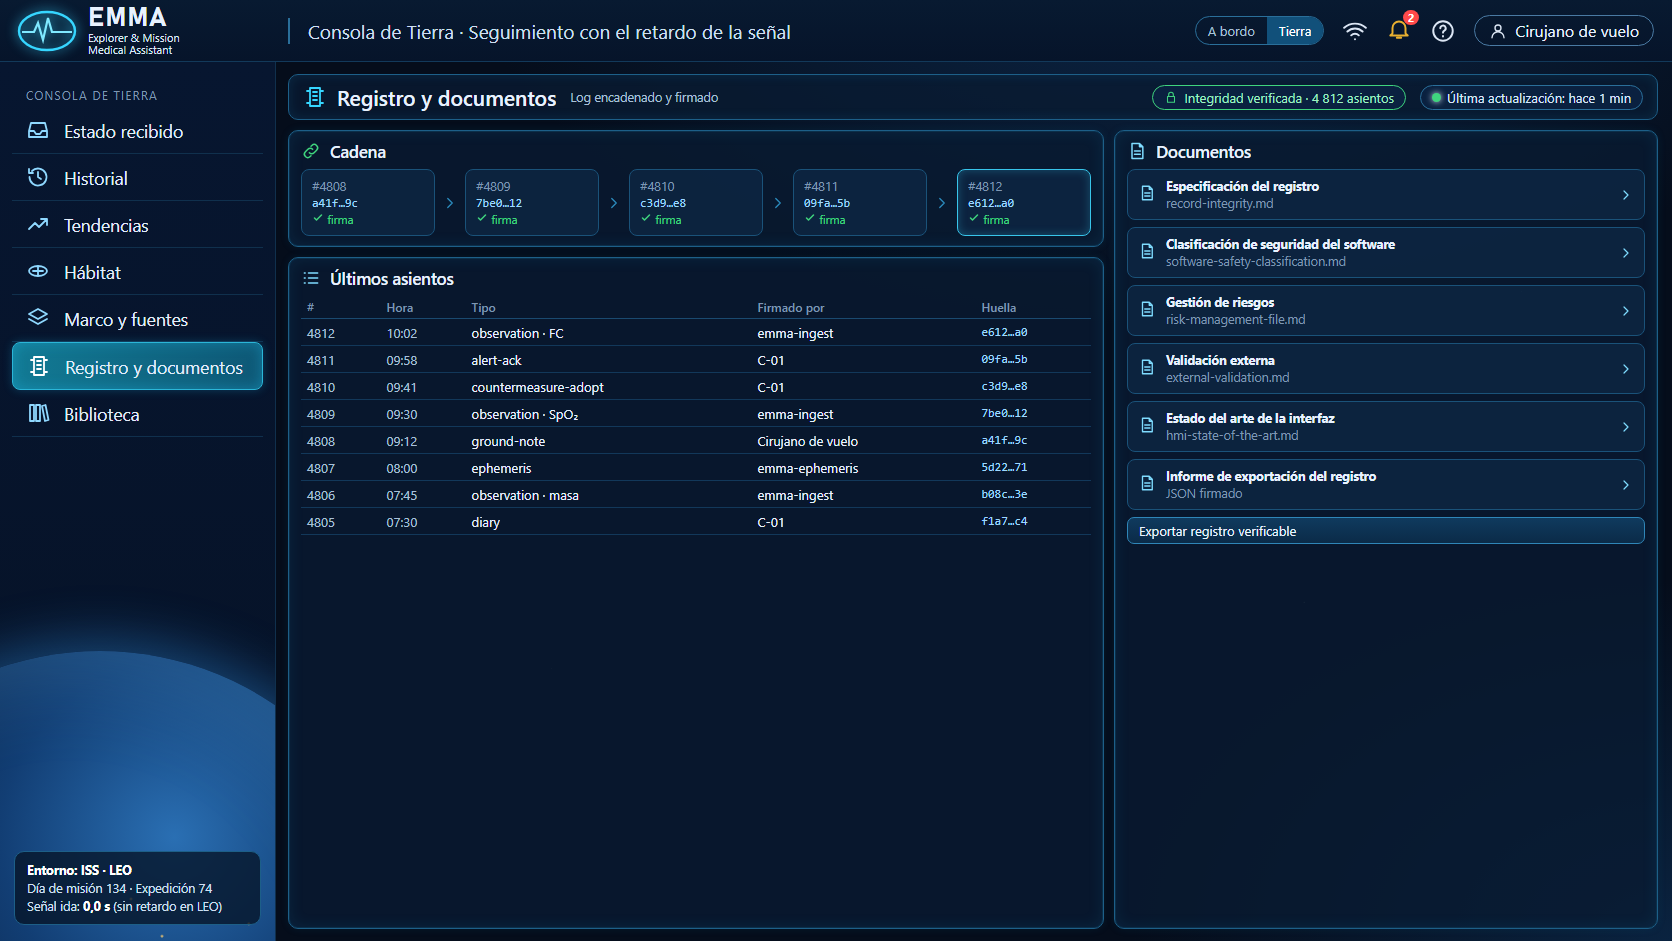 EMMA
Explorer & Mission
Medical Assistant
Consola de Tierra · Seguimiento con el retardo de la señal
A bordo
Tierra
2
Cirujano de vuelo
CONSOLA DE TIERRA
Estado recibido
Historial
Tendencias
Hábitat
Marco y fuentes
Registro y documentos
Biblioteca
Entorno: ISS · LEO
Día de misión 134 · Expedición 74
Señal ida: 0,0 s (sin retardo en LEO)
Registro y documentos
Log encadenado y firmado
Integridad verificada · 4 812 asientos
Última actualización: hace 1 min
Cadena
#4808
a41f…9c
firma
#4809
7be0…12
firma
#4810
c3d9…e8
firma
#4811
09fa…5b
firma
#4812
e612…a0
firma
Últimos asientos
# Hora Tipo Firmado por Huella
4812 10:02 observation · FC emma-ingest e612…a0
4811 09:58 alert-ack C-01 09fa…5b
4810 09:41 countermeasure-adopt C-01 c3d9…e8
4809 09:30 observation · SpO₂ emma-ingest 7be0…12
4808 09:12 ground-note Cirujano de vuelo a41f…9c
4807 08:00 ephemeris emma-ephemeris 5d22…71
4806 07:45 observation · masa emma-ingest b08c…3e
4805 07:30 diary C-01 f1a7…c4
Documentos
Especificación del registro
record-integrity.md
Clasificación de seguridad del software
software-safety-classification.md
Gestión de riesgos
risk-management-file.md
Validación externa
external-validation.md
Estado del arte de la interfaz
hmi-state-of-the-art.md
Informe de exportación del registro
JSON firmado
Exportar registro verificable